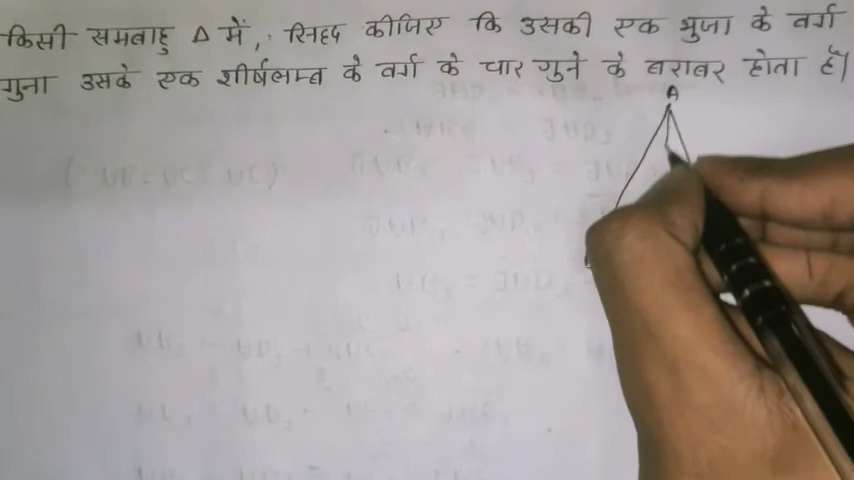 किसी समबाहु Δ में, सिद्ध कीजिए कि उसकी एक भुजा के वर्ग
गुना उसके एक शीर्षलम्ब के वर्ग के चार गुने के बराबर होता है।
A